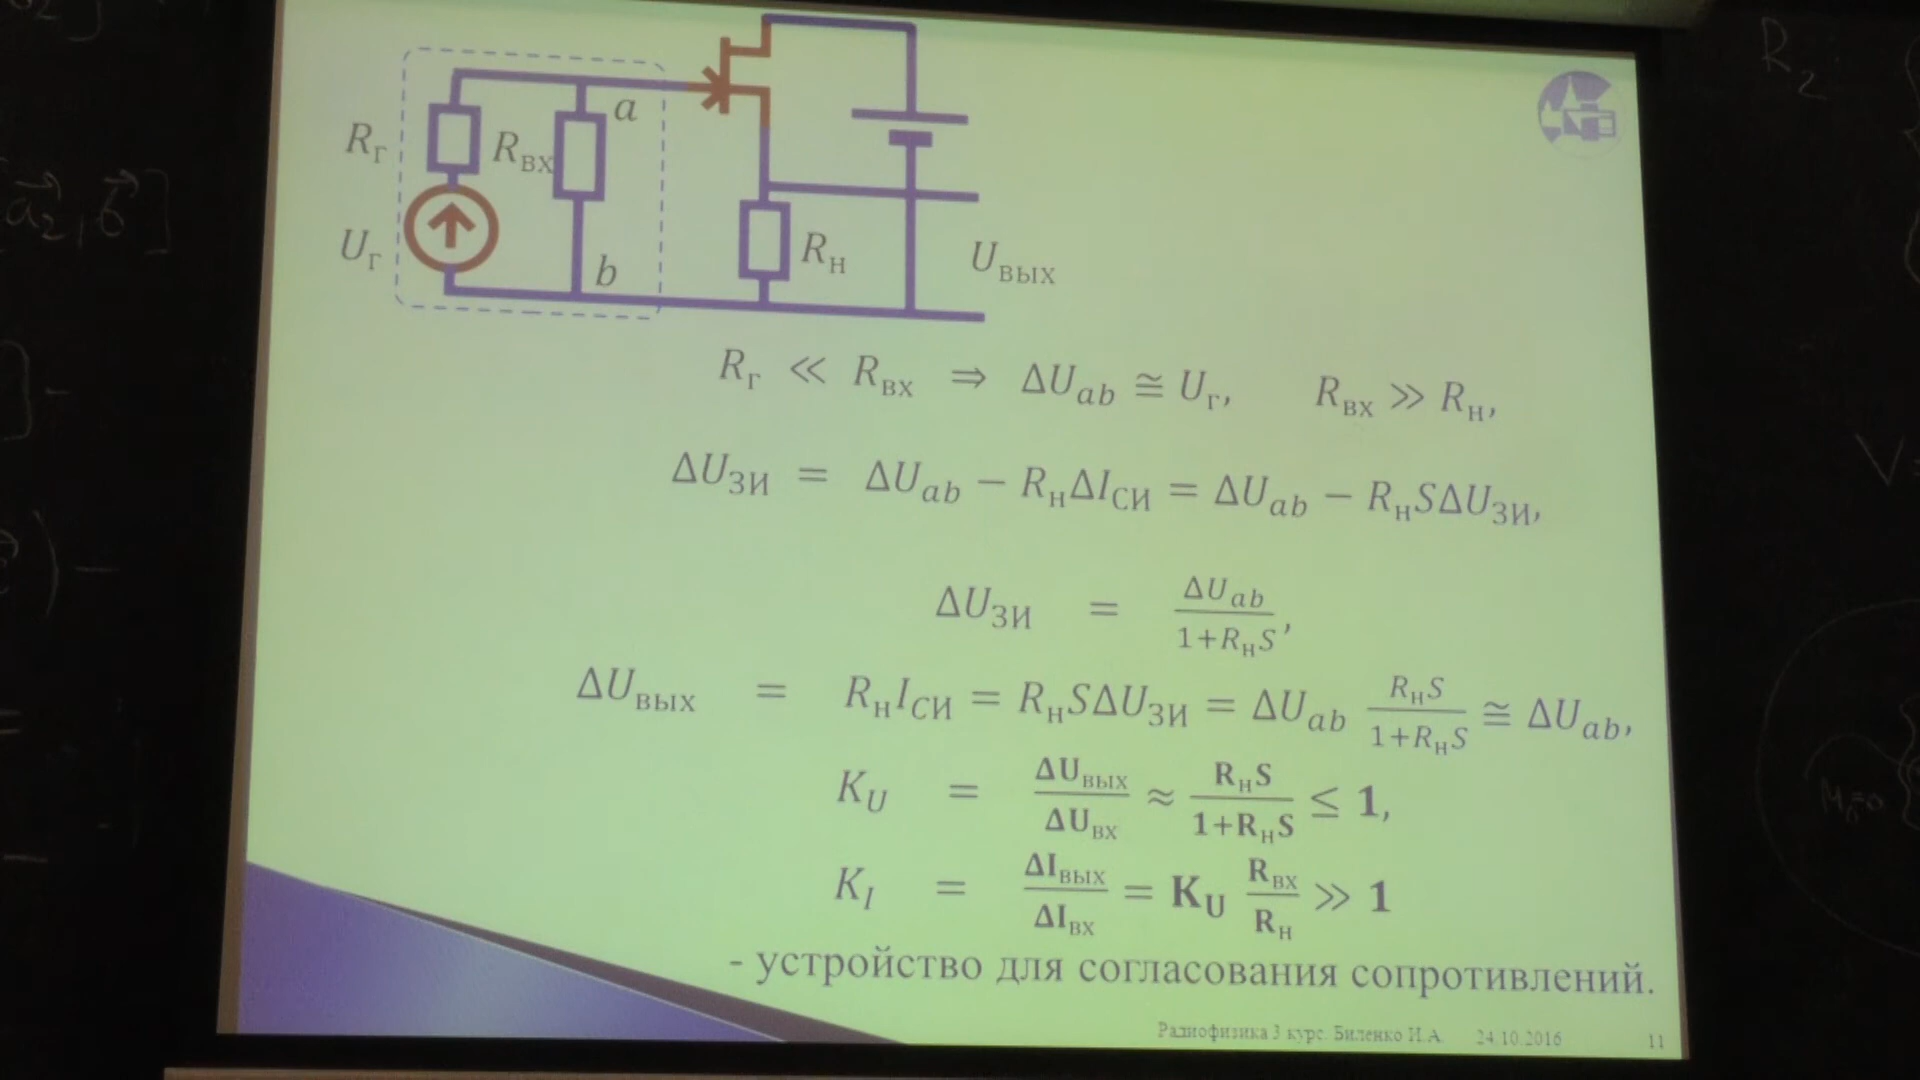 a
R_г R_вх
U_г b R_н U_вых
R_г ≪ R_вх ⇒ ΔU_ab ≅ U_г, R_вх ≫ R_н,
ΔU_ЗИ = ΔU_ab − R_нΔI_СИ = ΔU_ab − R_нSΔU_ЗИ,
ΔU_ЗИ = ΔU_ab / (1+R_нS),
ΔU_вых = R_нI_СИ = R_нSΔU_ЗИ = ΔU_ab R_нS / (1+R_нS) ≅ ΔU_ab,
K_U = ΔU_вых / ΔU_вх ≈ R_нS / (1+R_нS) ≤ 1,
K_I = ΔI_вых / ΔI_вх = K_U R_вх / R_н ≫ 1
- устройство для согласования сопротивлений.
Радиофизика 3 курс. Биленко И.А. 24.10.2016 11
R₂
a₂, b]